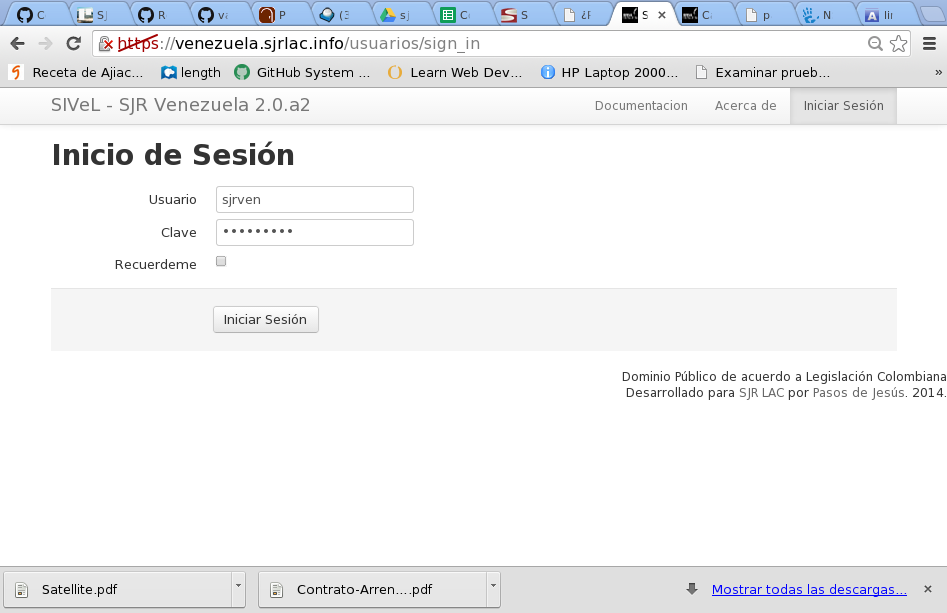 C SJ R va P (3 sj Co S ¿F S Ca p , N lir
https://venezuela.sjrlac.info/usuarios/sign_in
Receta de Ajiac... length GitHub System ... Learn Web Dev... HP Laptop 2000... Examinar prueb... »
SIVeL - SJR Venezuela 2.0.a2 Documentacion Acerca de Iniciar Sesión
Inicio de Sesión
Usuario sjrven
Clave •••••••••
Recuerdeme
Iniciar Sesión
Dominio Público de acuerdo a Legislación Colombiana
Desarrollado para SJR LAC por Pasos de Jesús. 2014.
Satellite.pdf Contrato-Arren....pdf Mostrar todas las descargas...